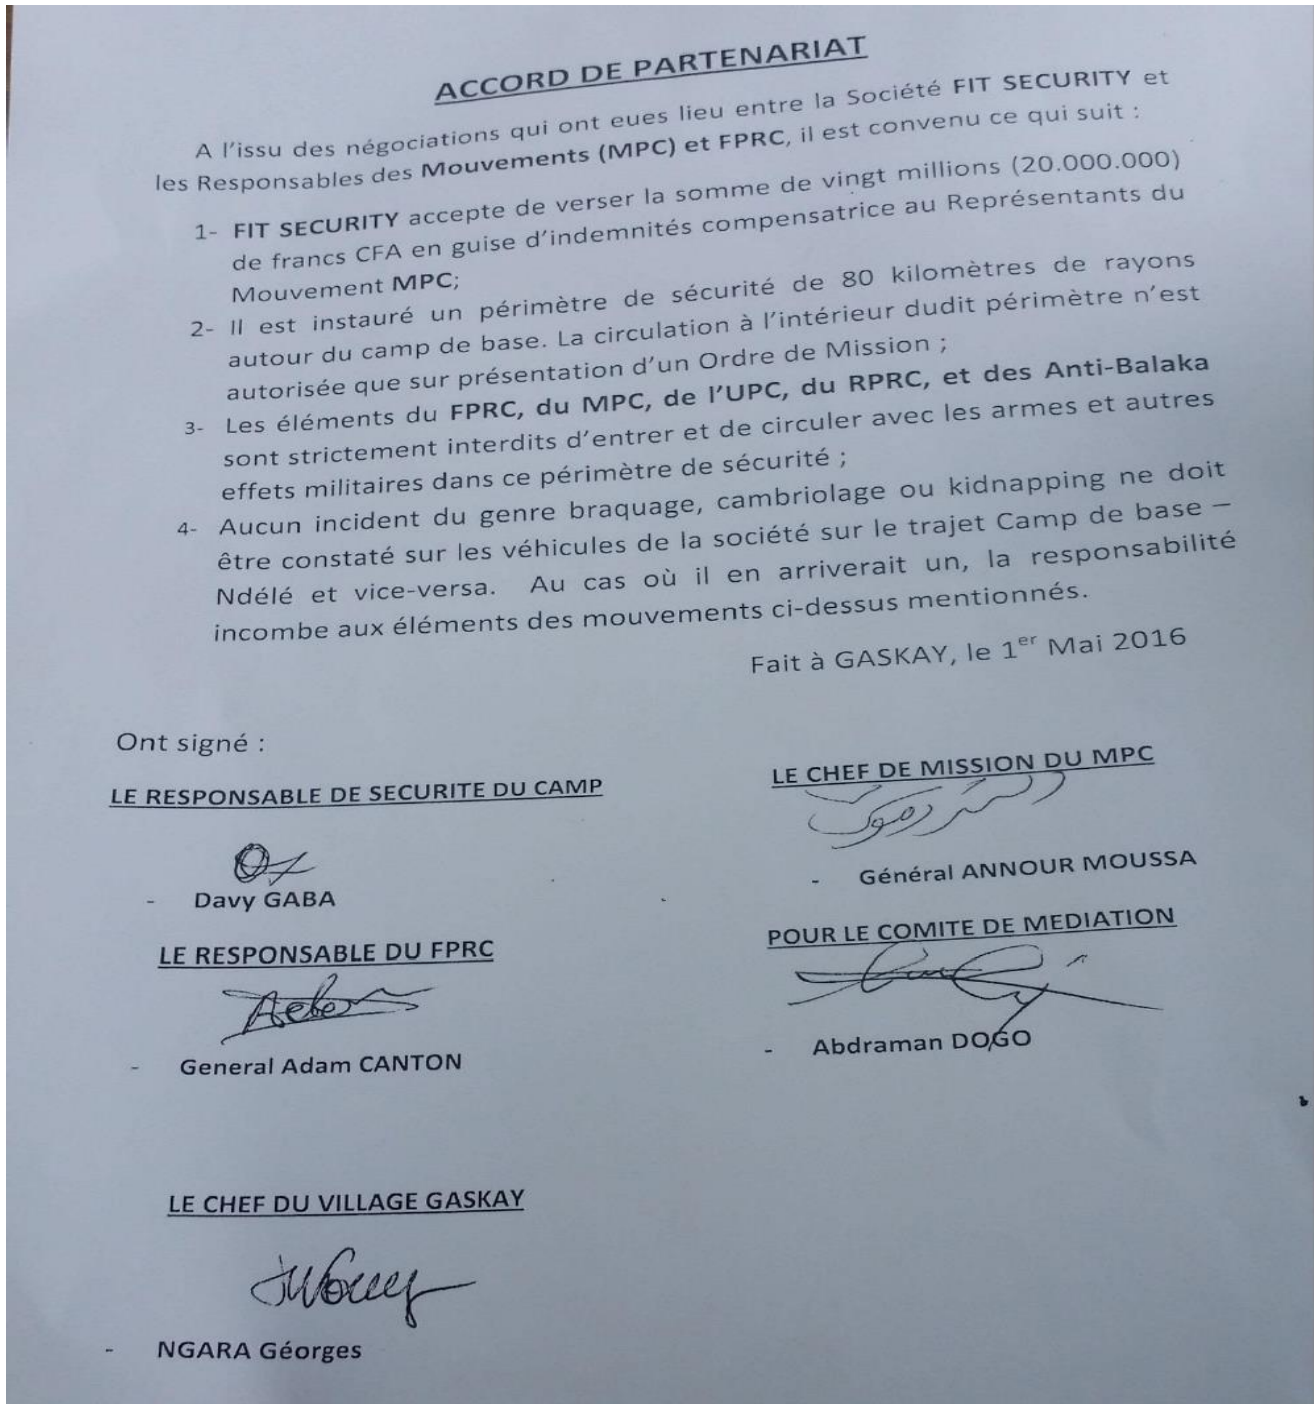 ACCORD DE PARTENARIAT
A l'issu des négociations qui ont eues lieu entre la Société FIT SECURITY et
les Responsables des Mouvements (MPC) et FPRC, il est convenu ce qui suit :
1- FIT SECURITY accepte de verser la somme de vingt millions (20.000.000)
de francs CFA en guise d'indemnités compensatrice au Représentants du
Mouvement MPC;
2- Il est instauré un périmètre de sécurité de 80 kilomètres de rayons
autour du camp de base. La circulation à l'intérieur dudit périmètre n'est
autorisée que sur présentation d'un Ordre de Mission ;
3- Les éléments du FPRC, du MPC, de l'UPC, du RPRC, et des Anti-Balaka
sont strictement interdits d'entrer et de circuler avec les armes et autres
effets militaires dans ce périmètre de sécurité ;
4- Aucun incident du genre braquage, cambriolage ou kidnapping ne doit
être constaté sur les véhicules de la société sur le trajet Camp de base –
Ndélé et vice-versa. Au cas où il en arriverait un, la responsabilité
incombe aux éléments des mouvements ci-dessus mentionnés.
Fait à GASKAY, le 1er Mai 2016
Ont signé :
LE RESPONSABLE DE SECURITE DU CAMP
- Davy GABA
LE CHEF DE MISSION DU MPC
- Général ANNOUR MOUSSA
LE RESPONSABLE DU FPRC
- General Adam CANTON
POUR LE COMITE DE MEDIATION
- Abdraman DOGO
LE CHEF DU VILLAGE GASKAY
- NGARA Géorges